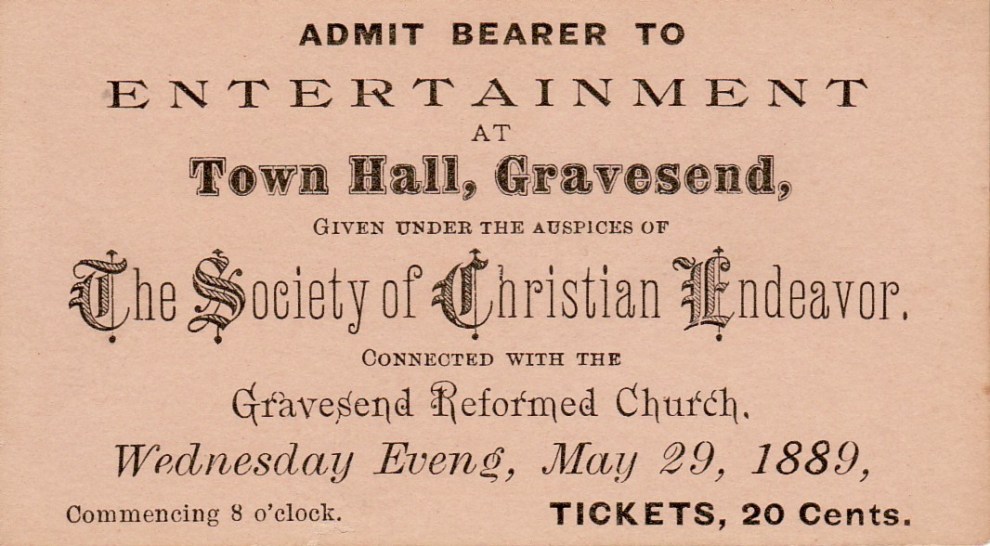 ADMIT BEARER TO
ENTERTAINMENT
AT
Town Hall, Gravesend,
GIVEN UNDER THE AUSPICES OF
The Society of Christian Endeavor.
CONNECTED WITH THE
Gravesend Reformed Church.
Wednesday Eveng, May 29, 1889,
Commencing 8 o'clock.
TICKETS, 20 Cents.